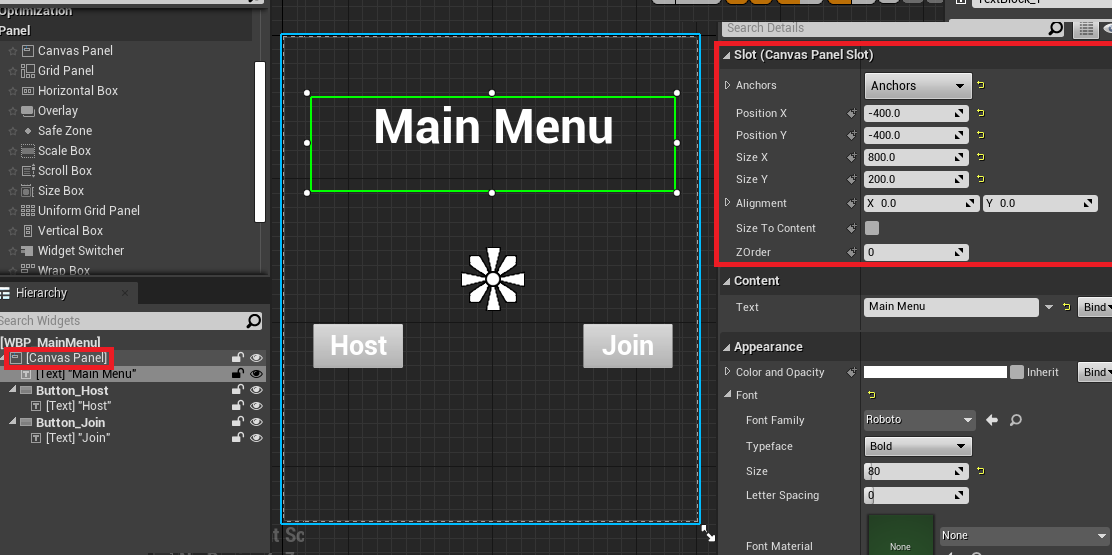 Optimization
TextBlock_1
Panel
Search Details
Canvas Panel
Grid Panel
Horizontal Box
Overlay
Safe Zone
Scale Box
Scroll Box
Size Box
Uniform Grid Panel
Vertical Box
Widget Switcher
Wrap Box
Hierarchy
Search Widgets
[WBP_MainMenu]
[Canvas Panel]
[Text] "Main Menu"
Button_Host
[Text] "Host"
Button_Join
[Text] "Join"
Main Menu
Host
Join
Slot (Canvas Panel Slot)
Anchors Anchors
Position X -400.0
Position Y -400.0
Size X 800.0
Size Y 200.0
Alignment X 0.0 Y 0.0
Size To Content
ZOrder 0
Content
Text Main Menu Bind
Appearance
Color and Opacity Inherit Bind
Font
Font Family Roboto
Typeface Bold
Size 80
Letter Spacing 0
None
None
Font Material